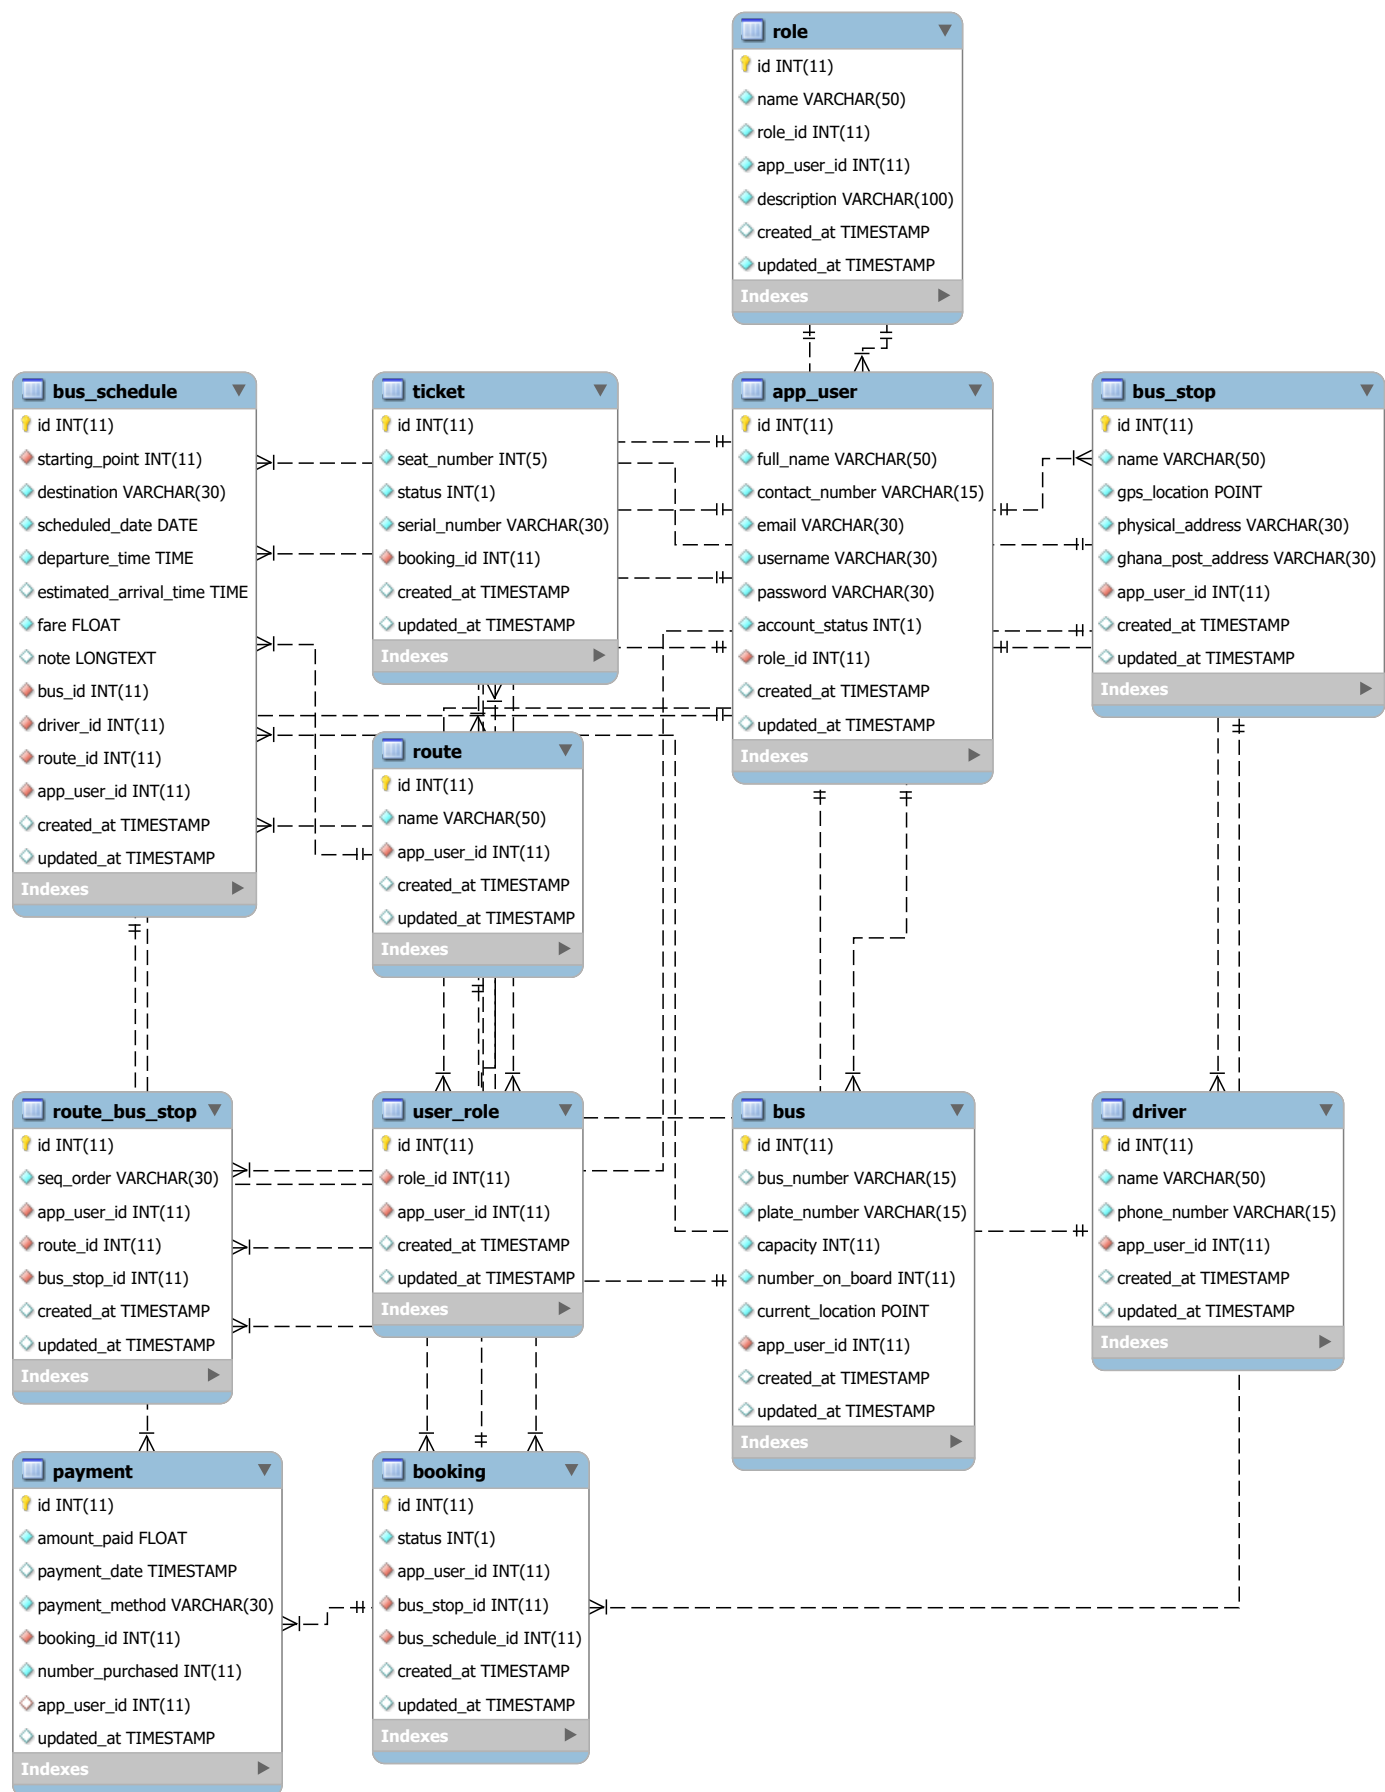 role
id INT(11)
name VARCHAR(50)
role_id INT(11)
app_user_id INT(11)
description VARCHAR(100)
created_at TIMESTAMP
updated_at TIMESTAMP
Indexes
bus_schedule
id INT(11)
starting_point INT(11)
destination VARCHAR(30)
scheduled_date DATE
departure_time TIME
estimated_arrival_time TIME
fare FLOAT
note LONGTEXT
bus_id INT(11)
driver_id INT(11)
route_id INT(11)
app_user_id INT(11)
created_at TIMESTAMP
updated_at TIMESTAMP
Indexes
ticket
id INT(11)
seat_number INT(5)
status INT(1)
serial_number VARCHAR(30)
booking_id INT(11)
created_at TIMESTAMP
updated_at TIMESTAMP
Indexes
app_user
id INT(11)
full_name VARCHAR(50)
contact_number VARCHAR(15)
email VARCHAR(30)
username VARCHAR(30)
password VARCHAR(30)
account_status INT(1)
role_id INT(11)
created_at TIMESTAMP
updated_at TIMESTAMP
Indexes
bus_stop
id INT(11)
name VARCHAR(50)
gps_location POINT
physical_address VARCHAR(30)
ghana_post_address VARCHAR(30)
app_user_id INT(11)
created_at TIMESTAMP
updated_at TIMESTAMP
Indexes
route
id INT(11)
name VARCHAR(50)
app_user_id INT(11)
created_at TIMESTAMP
updated_at TIMESTAMP
Indexes
route_bus_stop
id INT(11)
seq_order VARCHAR(30)
app_user_id INT(11)
route_id INT(11)
bus_stop_id INT(11)
created_at TIMESTAMP
updated_at TIMESTAMP
Indexes
user_role
id INT(11)
role_id INT(11)
app_user_id INT(11)
created_at TIMESTAMP
updated_at TIMESTAMP
Indexes
bus
id INT(11)
bus_number VARCHAR(15)
plate_number VARCHAR(15)
capacity INT(11)
number_on_board INT(11)
current_location POINT
app_user_id INT(11)
created_at TIMESTAMP
updated_at TIMESTAMP
Indexes
driver
id INT(11)
name VARCHAR(50)
phone_number VARCHAR(15)
app_user_id INT(11)
created_at TIMESTAMP
updated_at TIMESTAMP
Indexes
payment
id INT(11)
amount_paid FLOAT
payment_date TIMESTAMP
payment_method VARCHAR(30)
booking_id INT(11)
number_purchased INT(11)
app_user_id INT(11)
updated_at TIMESTAMP
Indexes
booking
id INT(11)
status INT(1)
app_user_id INT(11)
bus_stop_id INT(11)
bus_schedule_id INT(11)
created_at TIMESTAMP
updated_at TIMESTAMP
Indexes